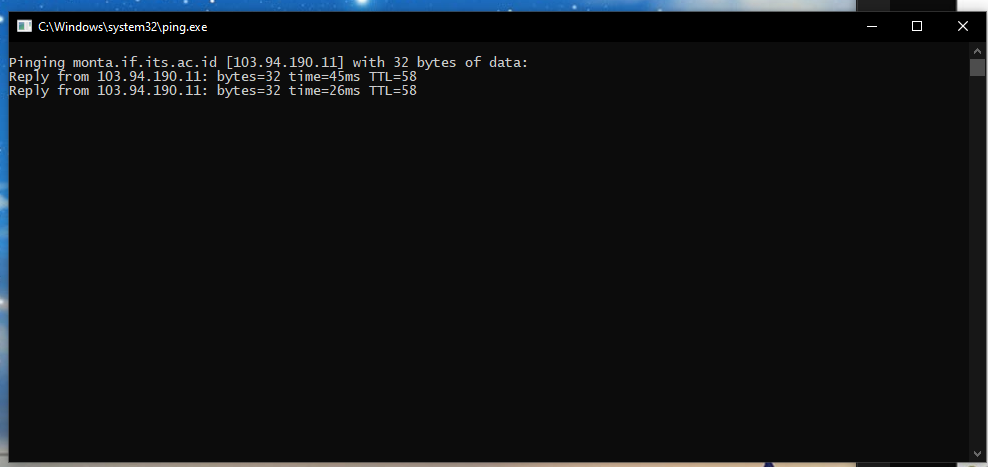 C:\Windows\system32\ping.exe
Pinging monta.if.its.ac.id [103.94.190.11] with 32 bytes of data:
Reply from 103.94.190.11: bytes=32 time=45ms TTL=58
Reply from 103.94.190.11: bytes=32 time=26ms TTL=58